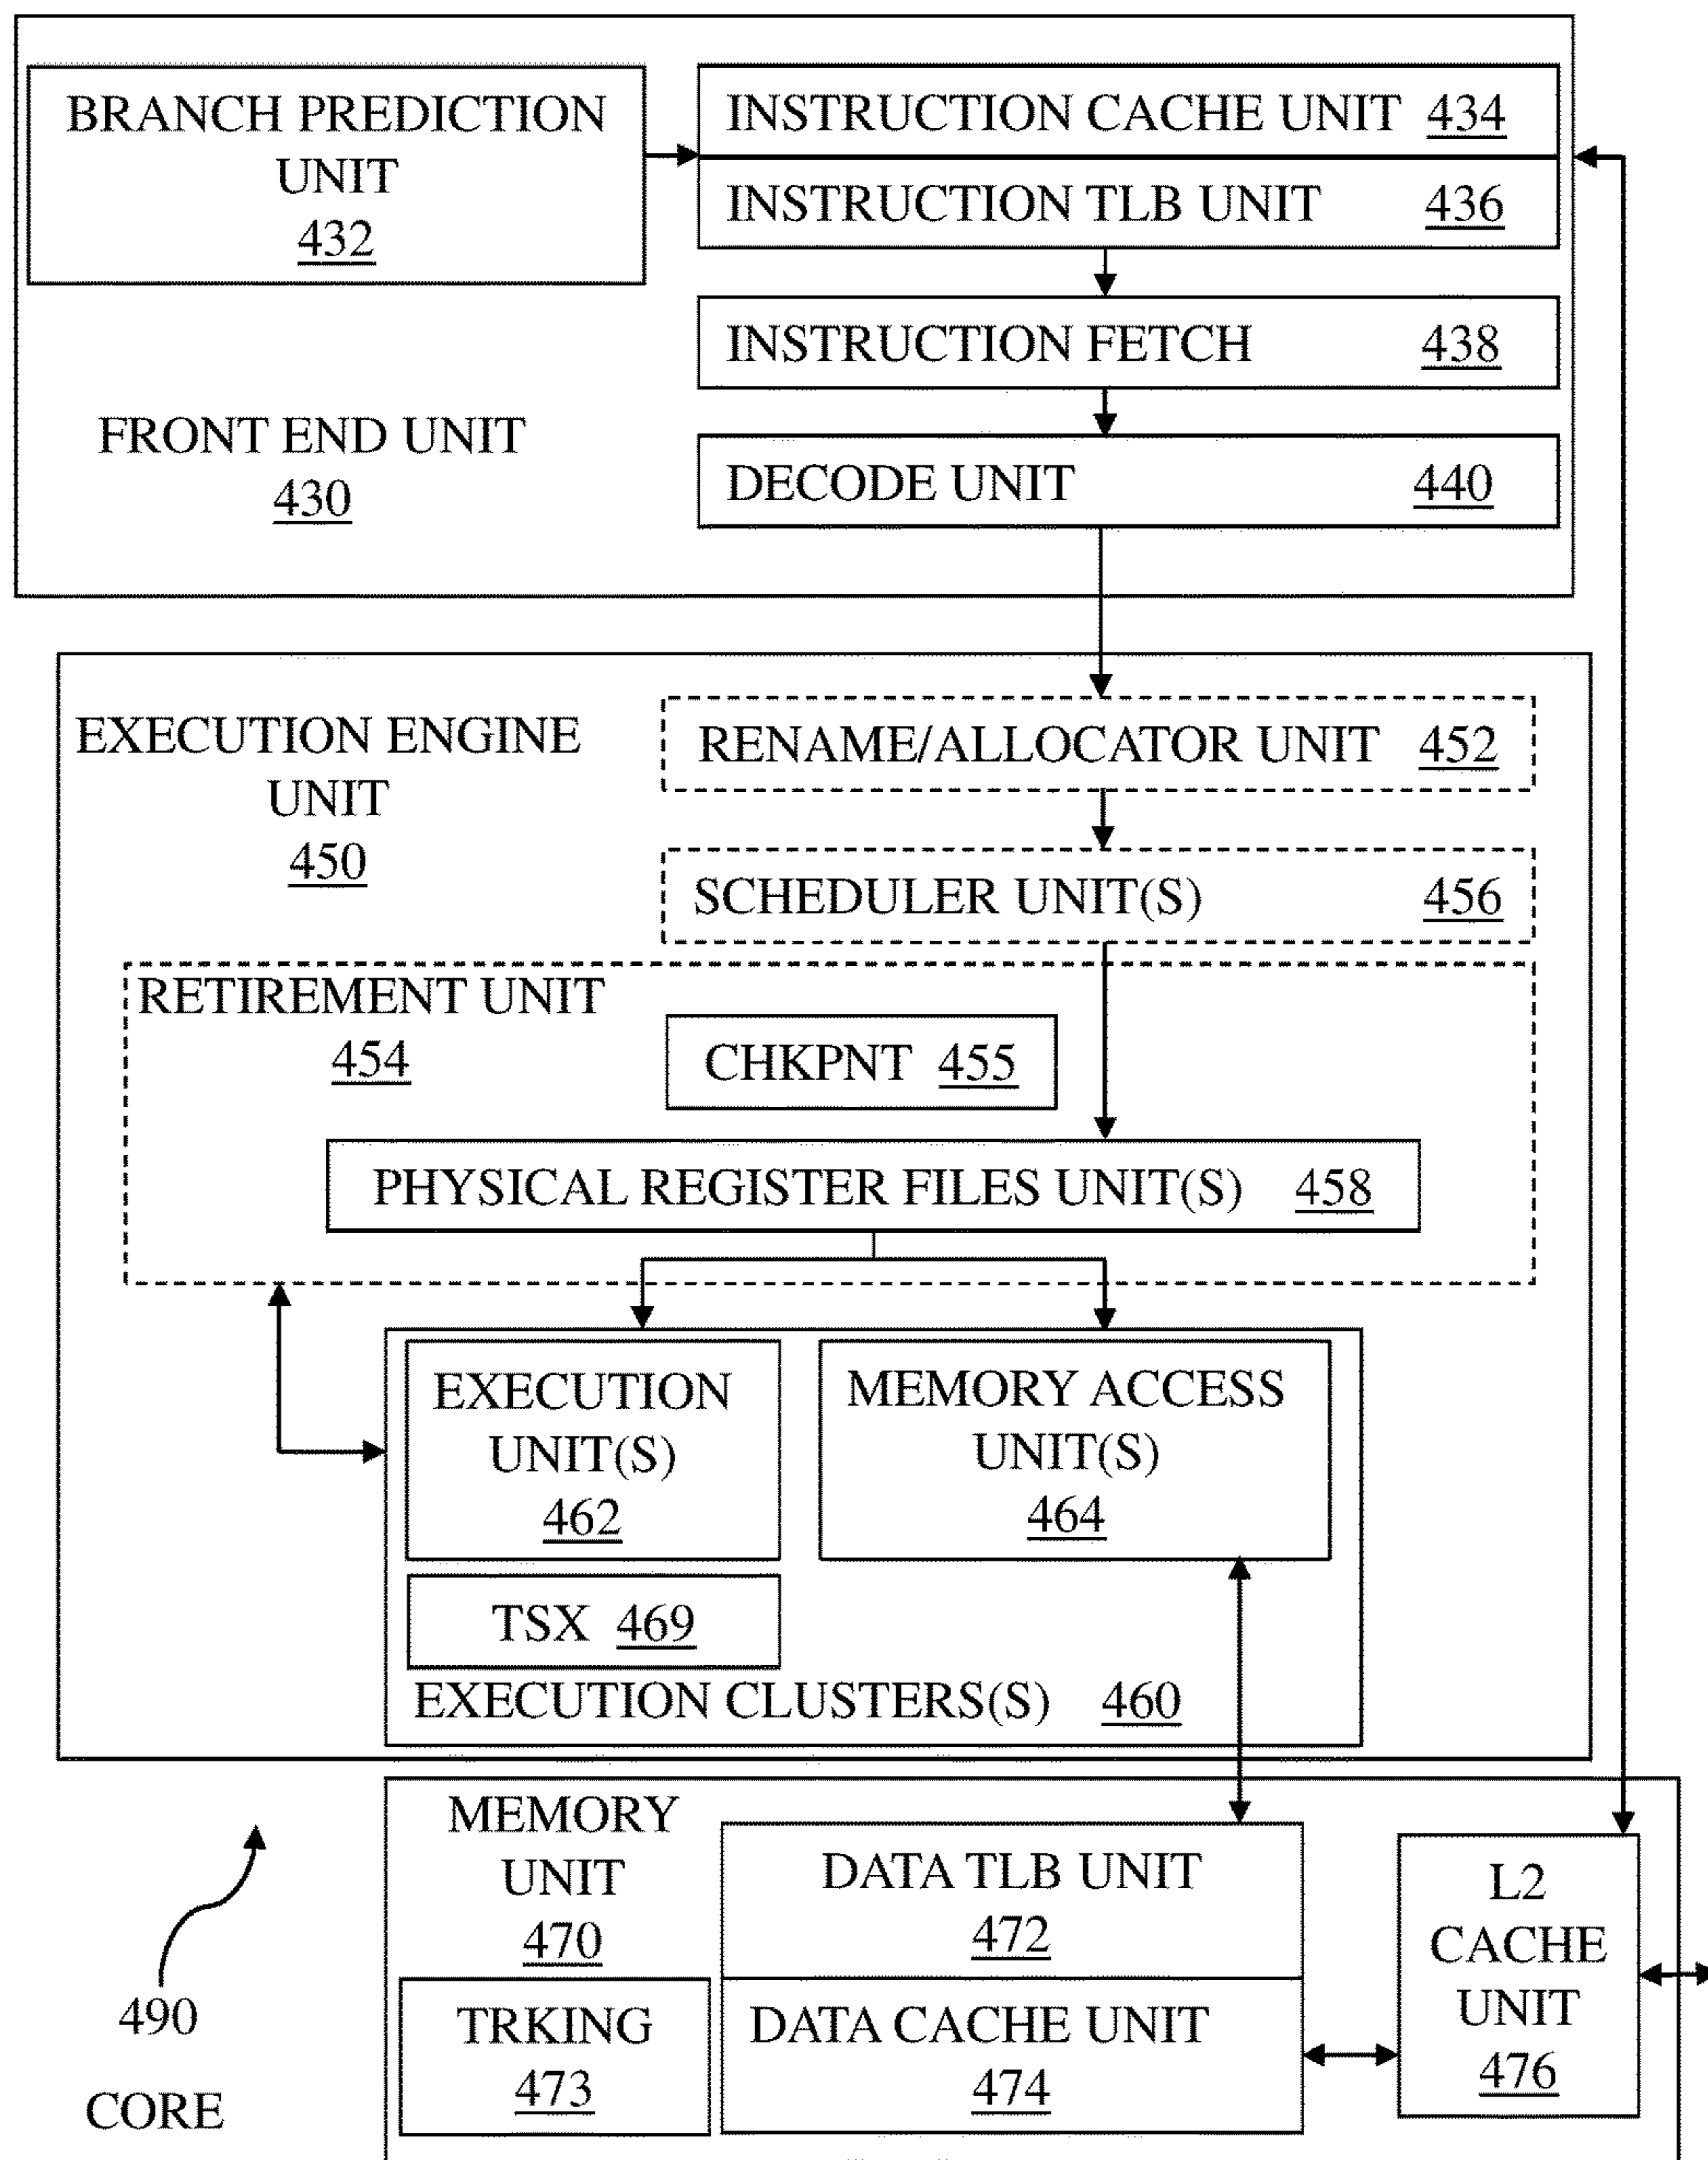 BRANCH PREDICTION
UNIT
432
INSTRUCTION CACHE UNIT 434
INSTRUCTION TLB UNIT 436
INSTRUCTION FETCH 438
FRONT END UNIT
430
DECODE UNIT 440
EXECUTION ENGINE
UNIT
450
RENAME/ALLOCATOR UNIT 452
SCHEDULER UNIT(S) 456
RETIREMENT UNIT
454
CHKPNT 455
PHYSICAL REGISTER FILES UNIT(S) 458
EXECUTION
UNIT(S)
462
MEMORY ACCESS
UNIT(S)
464
TSX 469
EXECUTION CLUSTERS(S) 460
MEMORY
UNIT
470
DATA TLB UNIT
472
L2
CACHE
UNIT
476
TRKING
473
DATA CACHE UNIT
474
490
CORE